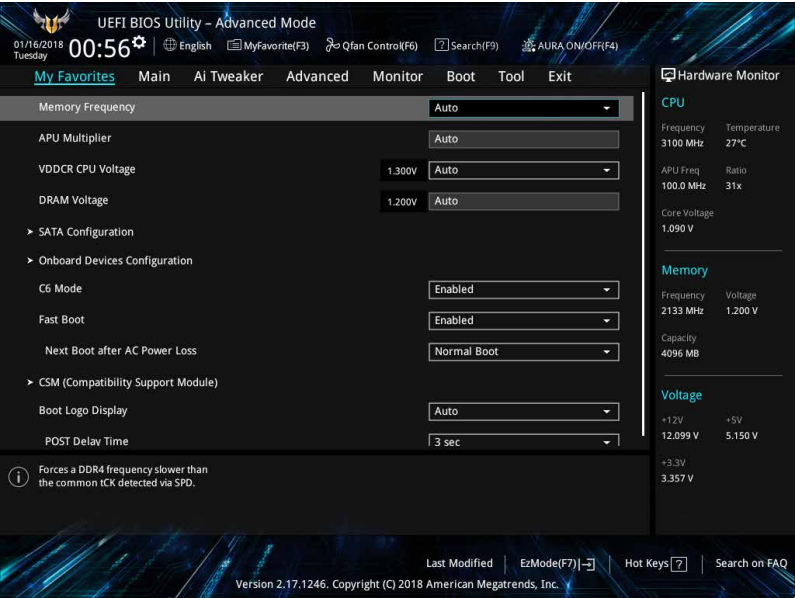 UEFI BIOS Utility – Advanced Mode
01/16/2018
Tuesday
00:56
English
MyFavorite(F3)
Qfan Control(F6)
? Search(F9)
AURA ON/OFF(F4)
My Favorites Main Ai Tweaker Advanced Monitor Boot Tool Exit
Hardware Monitor
Memory Frequency Auto
APU Multiplier Auto
VDDCR CPU Voltage 1.300V Auto
DRAM Voltage 1.200V Auto
SATA Configuration
Onboard Devices Configuration
C6 Mode Enabled
Fast Boot Enabled
Next Boot after AC Power Loss Normal Boot
CSM (Compatibility Support Module)
Boot Logo Display Auto
POST Delay Time 3 sec
CPU
Frequency Temperature
3100 MHz 27°C
APU Freq Ratio
100.0 MHz 31x
Core Voltage
1.090 V
Memory
Frequency Voltage
2133 MHz 1.200 V
Capacity
4096 MB
Voltage
+12V +5V
12.099 V 5.150 V
+3.3V
3.357 V
i
Forces a DDR4 frequency slower than
the common tCK detected via SPD.
Last Modified EzMode(F7) Hot Keys ? Search on FAQ
Version 2.17.1246. Copyright (C) 2018 American Megatrends, Inc.